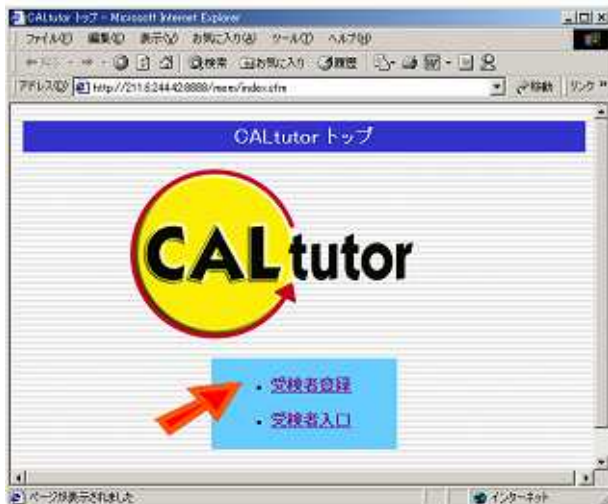 CALtutor トップ - Microsoft Internet Explorer
ファイル(F) 編集(E) 表示(V) お気に入り(A) ツール(T) ヘルプ(H)
検索 お気に入り 履歴
アドレス(D) http://211.6.244.42:8888/
移動 リンク »
CALtutor トップ
CALtutor
• 受検者登録
• 受検者入口
ページが表示されました
インターネット